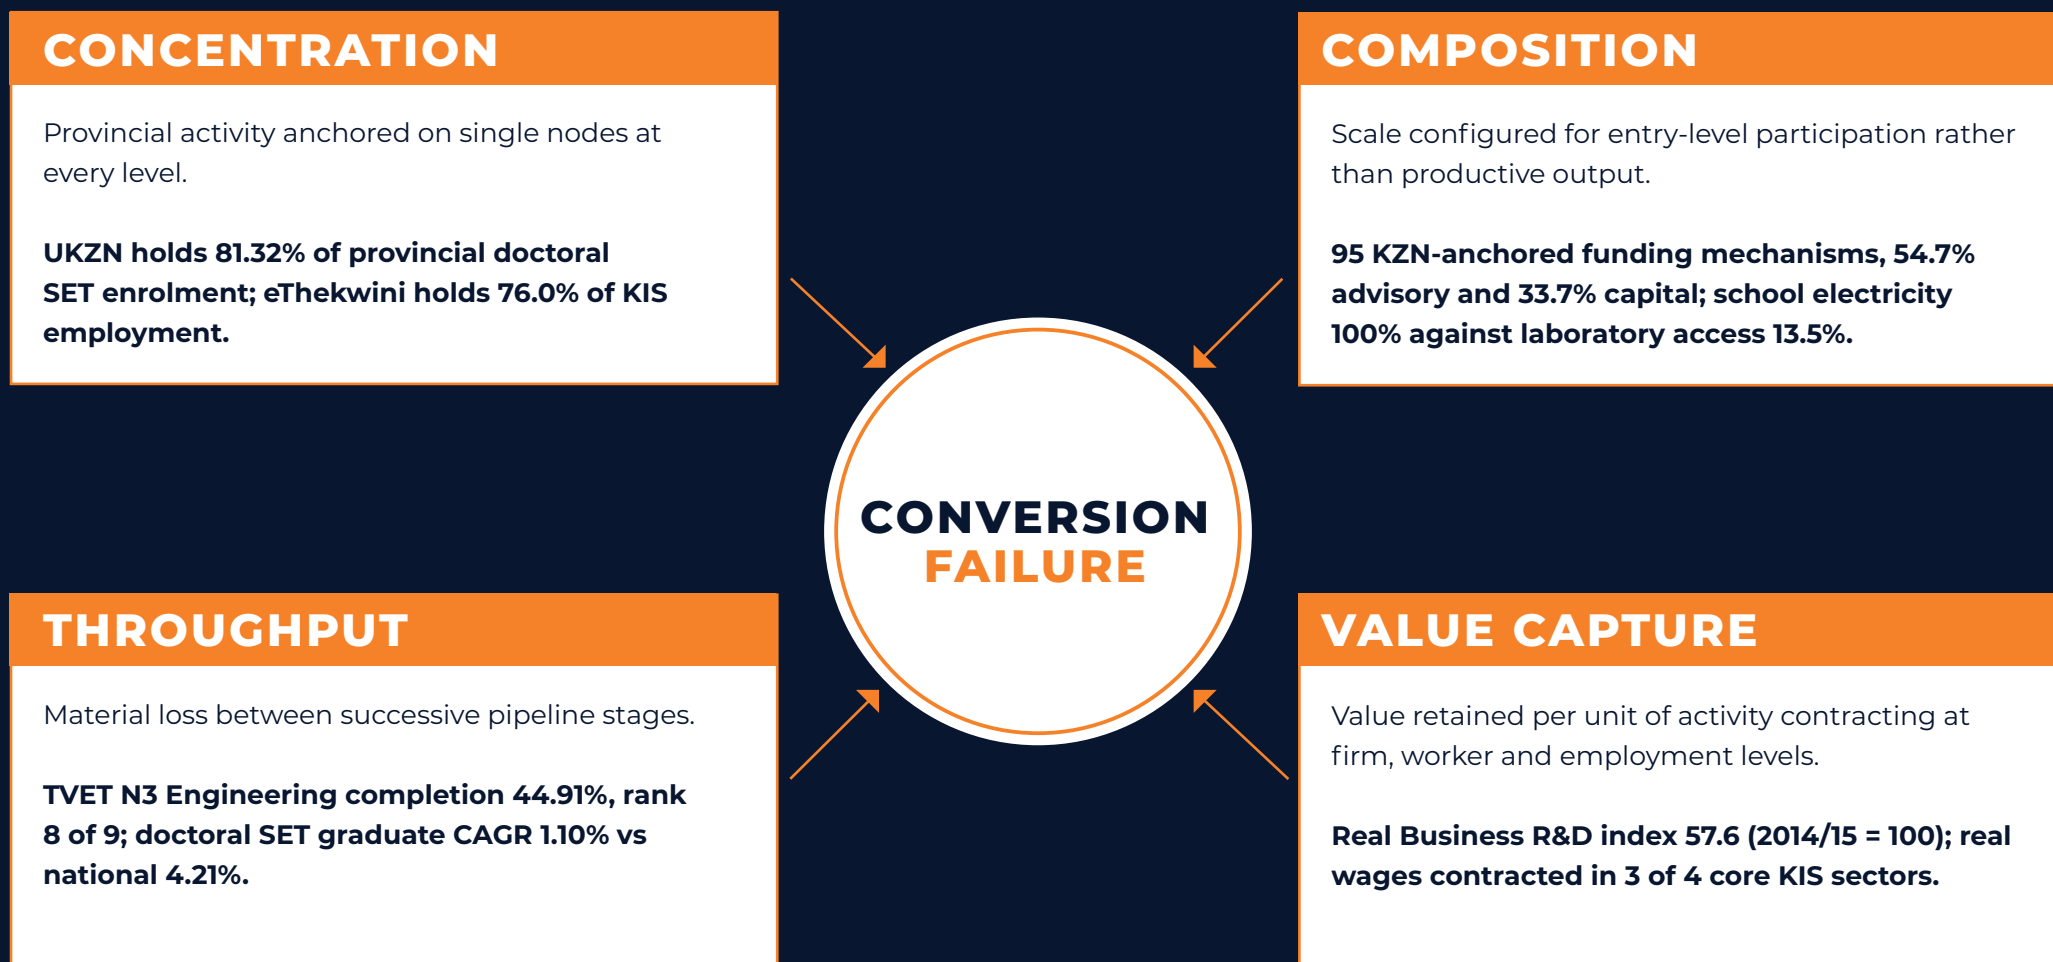 CONCENTRATION
Provincial activity anchored on single nodes at
every level.
UKZN holds 81.32% of provincial doctoral
SET enrolment; eThekwini holds 76.0% of KIS
employment.
COMPOSITION
Scale configured for entry-level participation rather
than productive output.
95 KZN-anchored funding mechanisms, 54.7%
advisory and 33.7% capital; school electricity
100% against laboratory access 13.5%.
CONVERSION
FAILURE
THROUGHPUT
Material loss between successive pipeline stages.
TVET N3 Engineering completion 44.91%, rank
8 of 9; doctoral SET graduate CAGR 1.10% vs
national 4.21%.
VALUE CAPTURE
Value retained per unit of activity contracting at
firm, worker and employment levels.
Real Business R&D index 57.6 (2014/15 = 100); real
wages contracted in 3 of 4 core KIS sectors.